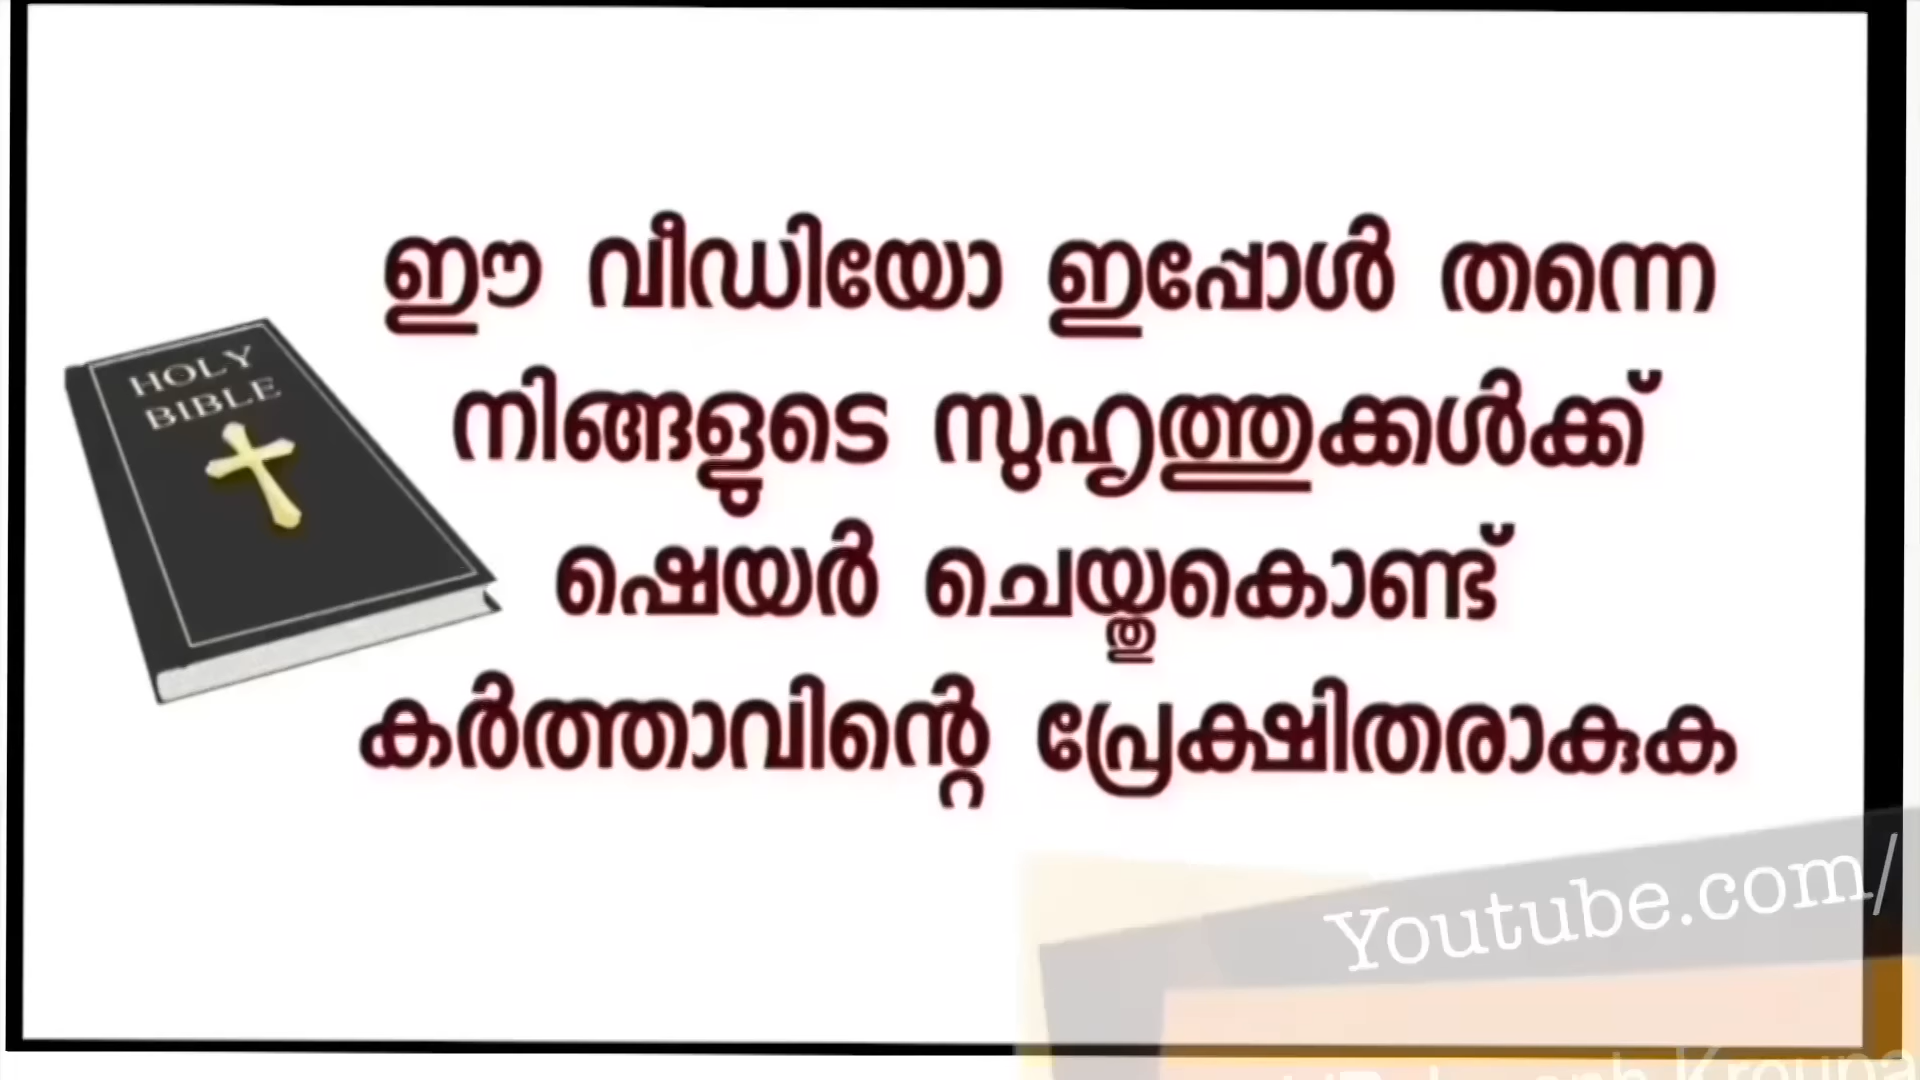 ഈ വീഡിയോ ഇപ്പോൾ തന്നെ
നിങ്ങളുടെ സുഹൃത്തുക്കൾക്ക്
ഷെയർ ചെയ്തുകൊണ്ട്
കർത്താവിന്റെ പ്രേക്ഷിതരാകുക
HOLY
BIBLE
Youtube.com/